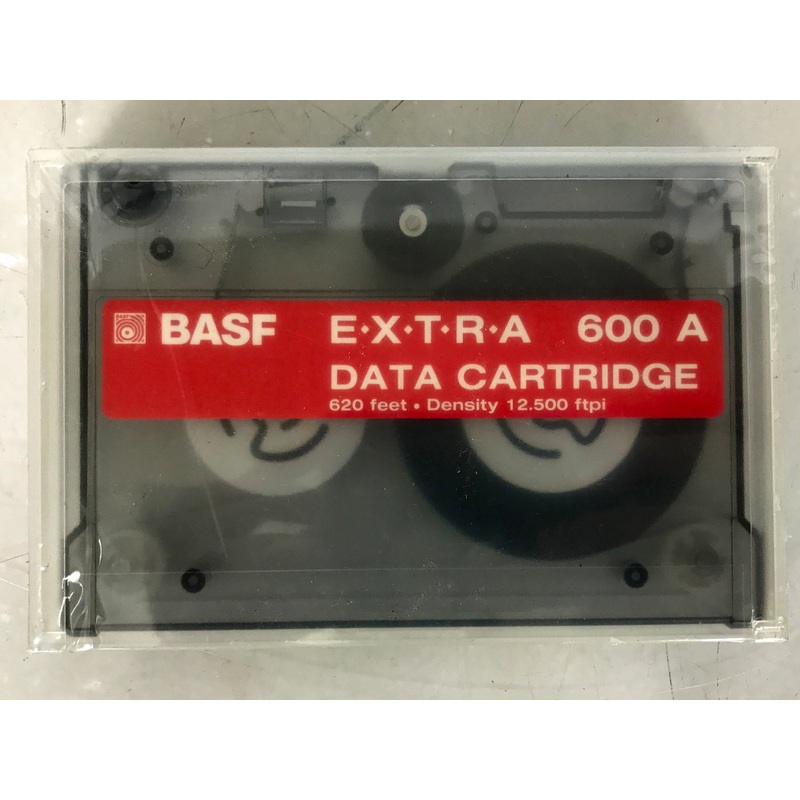 BASF E·X·T·R·A 600 A
DATA CARTRIDGE
620 feet • Density 12.500 ftpi